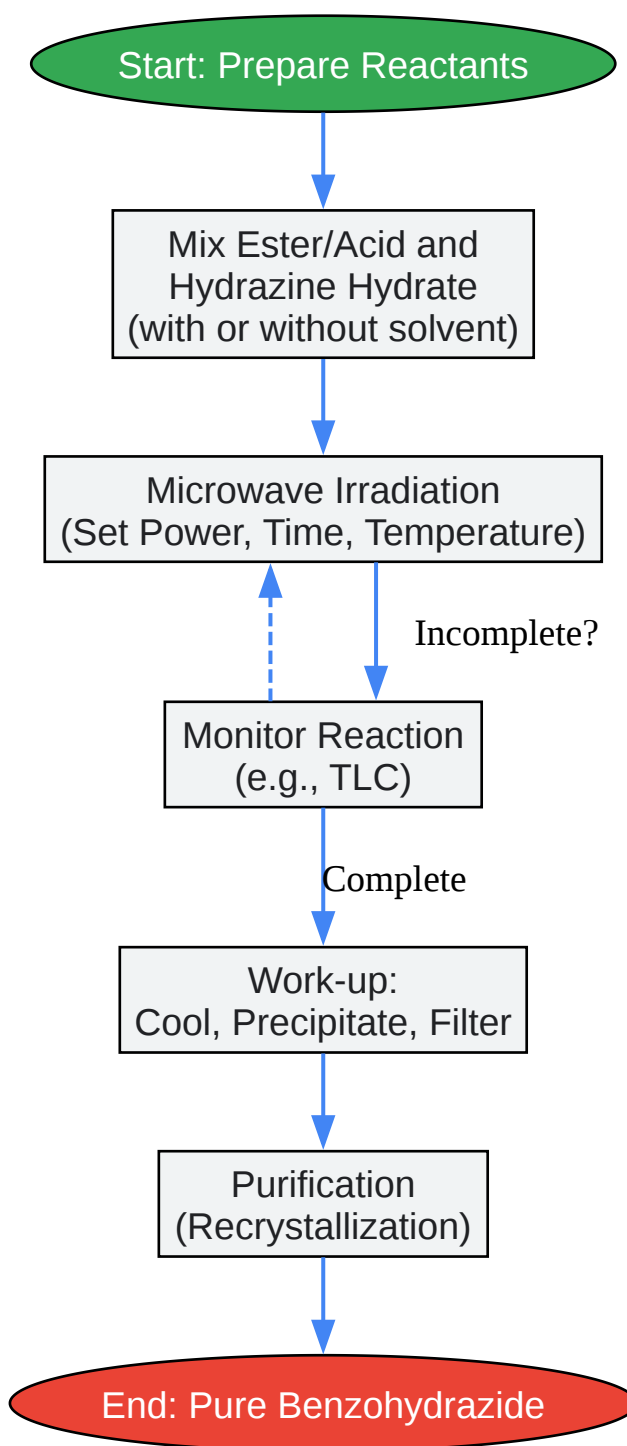 Start: Prepare Reactants
Mix Ester/Acid and
Hydrazine Hydrate
(with or without solvent)
Microwave Irradiation
(Set Power, Time, Temperature)
Incomplete?
Monitor Reaction
(e.g., TLC)
Complete
Work-up:
Cool, Precipitate, Filter
Purification
(Recrystallization)
End: Pure Benzohydrazide